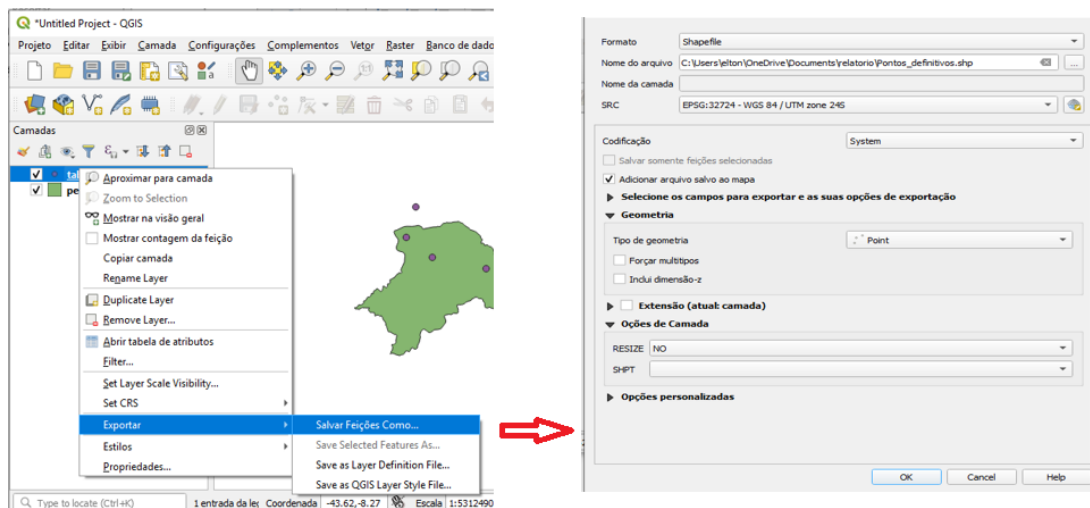 *Untitled Project - QGIS
Projeto Editar Exibir Camada Configurações Complementos Vetor Raster Banco de dado
Camadas
tal
pe
Aproximar para camada
Zoom to Selection
Mostrar na visão geral
Mostrar contagem da feição
Copiar camada
Rename Layer
Duplicate Layer
Remove Layer...
Abrir tabela de atributos
Filter...
Set Layer Scale Visibility...
Set CRS
Exportar
Estilos
Propriedades...
Salvar Feições Como...
Save Selected Features As...
Save as Layer Definition File...
Save as QGIS Layer Style File...
Type to locate (Ctrl+K) 1 entrada da leg Coordenada -43.62,-8.27 Escala 1:5312490
Formato Shapefile
Nome do arquivo C:\Users\elton\OneDrive\Documents\relatorio\Pontos_definitivos.shp ...
Nome da camada
SRC EPSG:32724 - WGS 84 / UTM zone 24S
Codificação System
Salvar somente feições selecionadas
Adicionar arquivo salvo ao mapa
Selecione os campos para exportar e as suas opções de exportação
Geometria
Tipo de geometria Point
Forçar multitipos
Inclui dimensão-z
Extensão (atual: camada)
Oções de Camada
RESIZE NO
SHPT
Opções personalizadas
OK Cancel Help